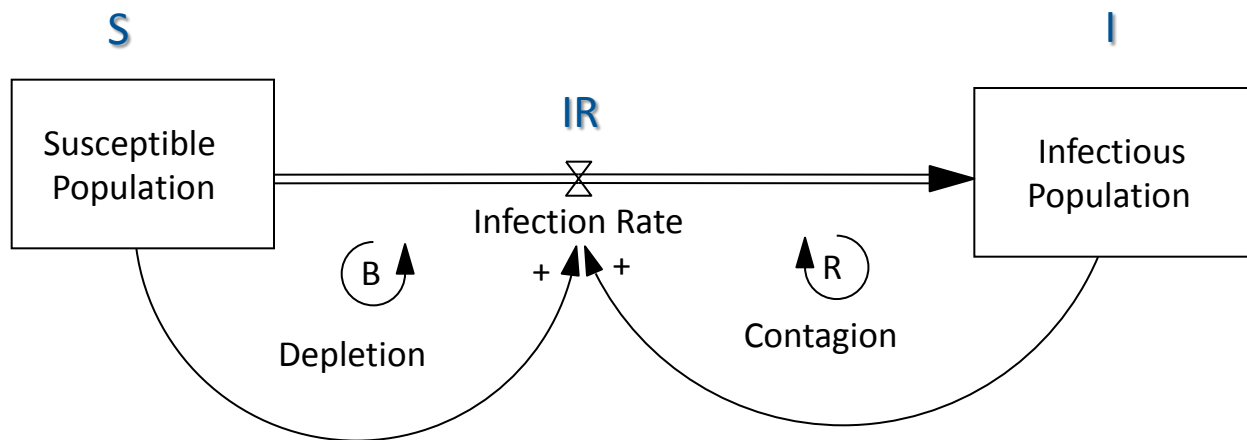 S
I
IR
Susceptible
Population
Infectious
Population
Infection Rate
+
+
B
R
Depletion
Contagion